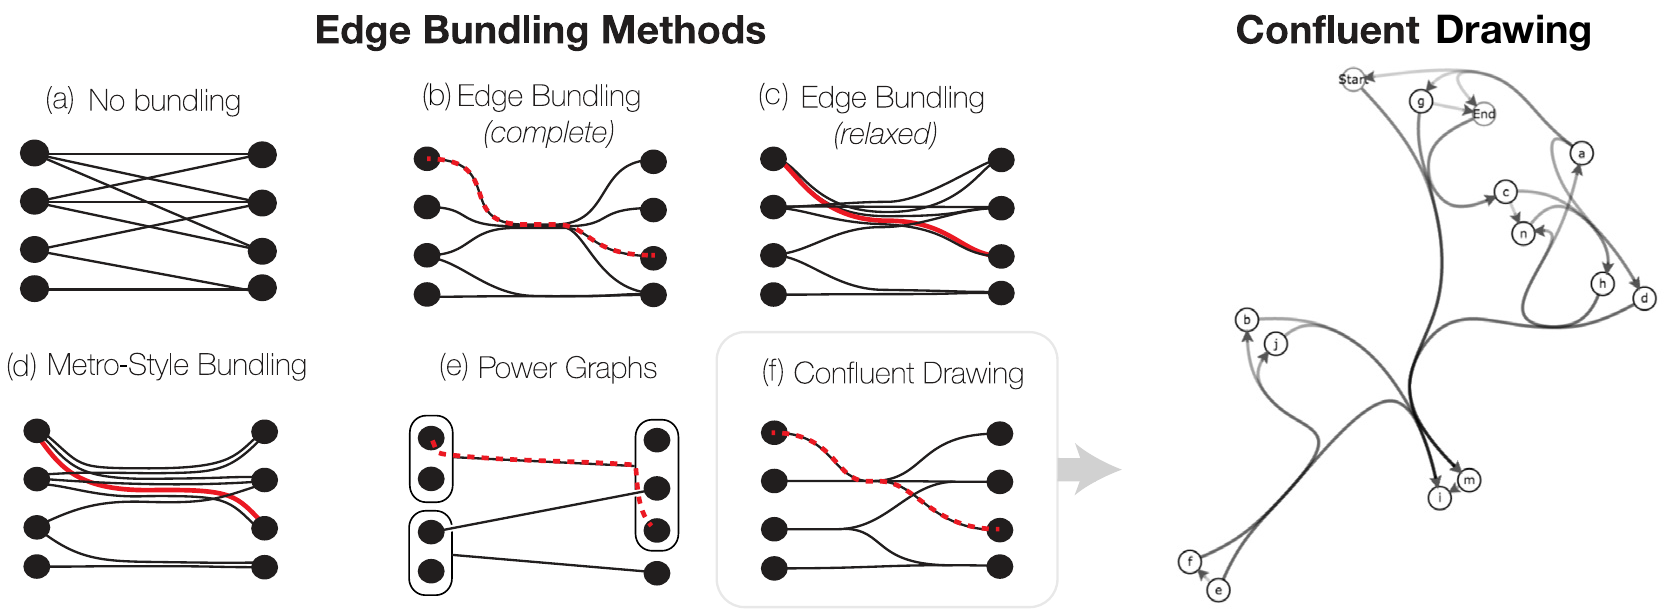 Edge Bundling Methods
Confluent Drawing
(a) No bundling
(b) Edge Bundling
(complete)
(c) Edge Bundling
(relaxed)
(d) Metro-Style Bundling
(e) Power Graphs
(f) Confluent Drawing
Start
g
End
a
c
n
h
d
b
j
m
i
f
e